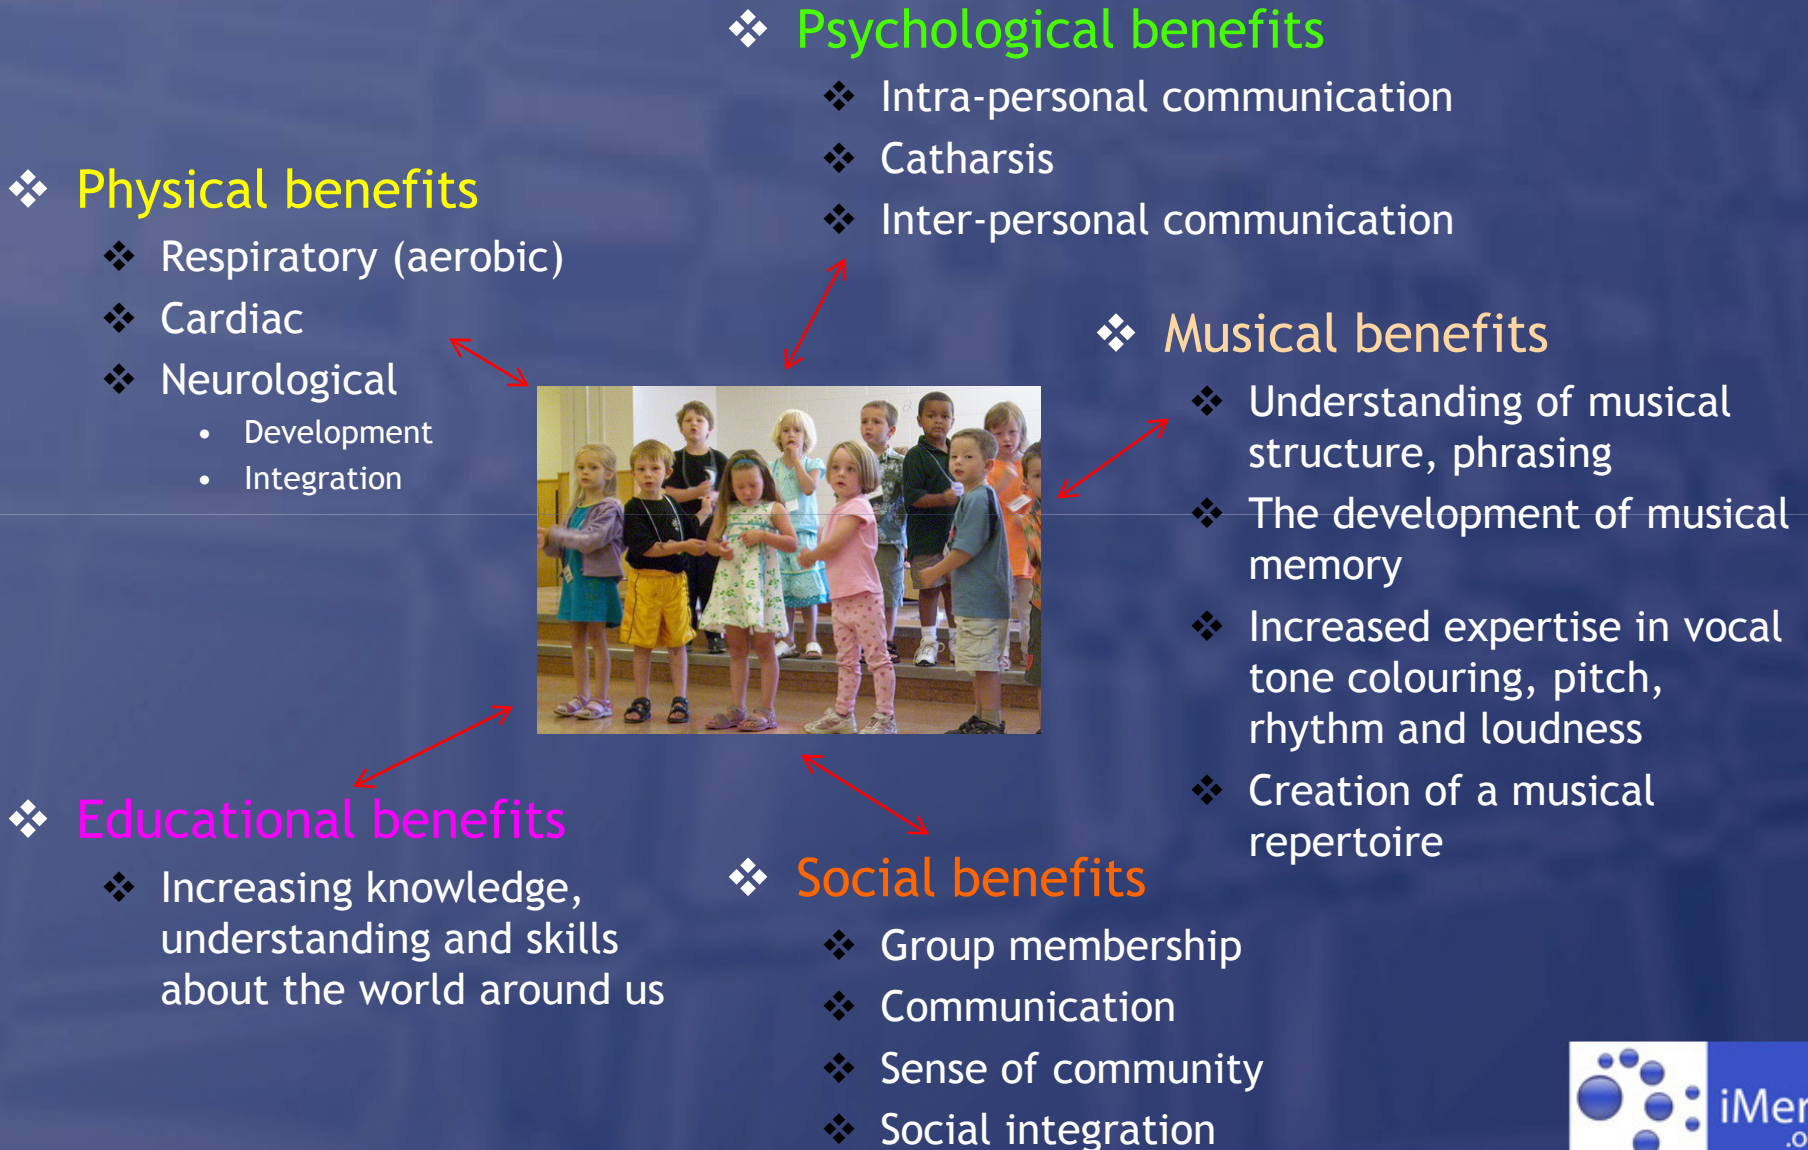 Psychological benefits
Intra-personal communication
Catharsis
Inter-personal communication
Physical benefits
Respiratory (aerobic)
Cardiac
Neurological
Development
Integration
Musical benefits
Understanding of musical
structure, phrasing
The development of musical
memory
Increased expertise in vocal
tone colouring, pitch,
rhythm and loudness
Creation of a musical
repertoire
Educational benefits
Increasing knowledge,
understanding and skills
about the world around us
Social benefits
Group membership
Communication
Sense of community
Social integration